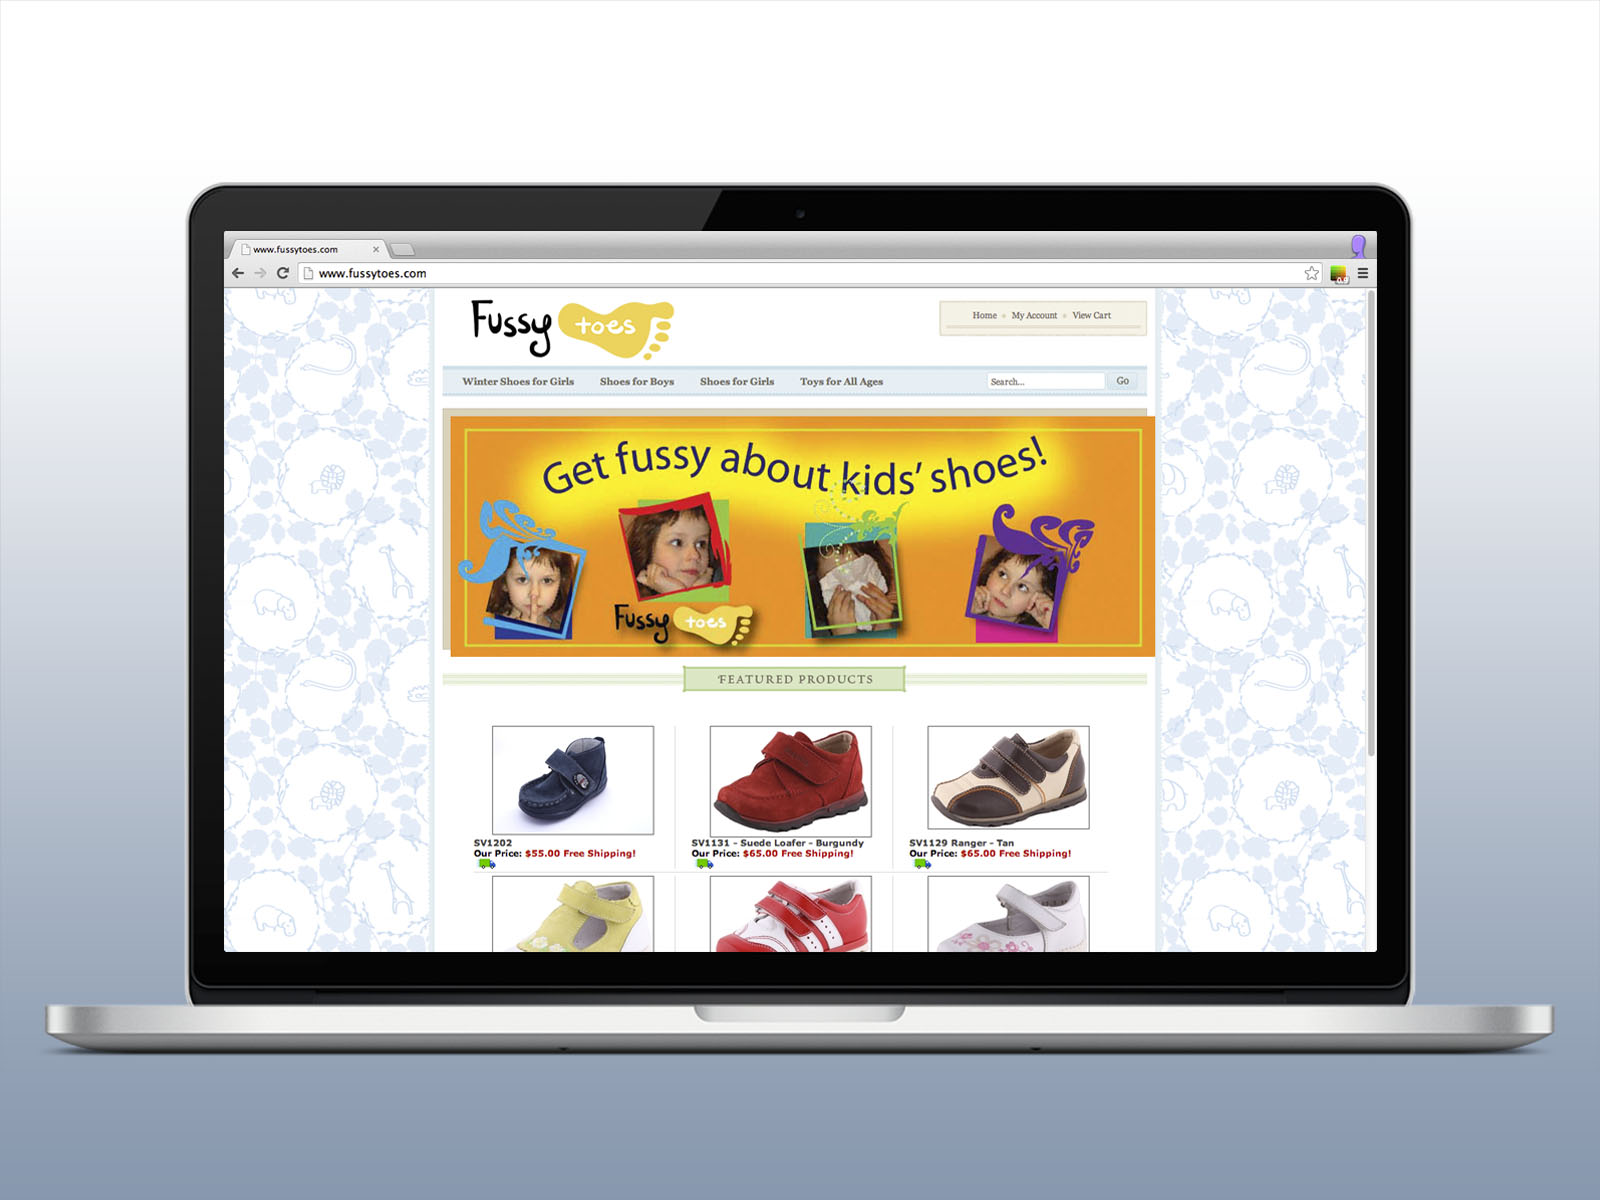 www.fussytoes.com
www.fussytoes.com
0.9
Fussy toes
Home • My Account • View Cart
Winter Shoes for Girls Shoes for Boys Shoes for Girls Toys for All Ages Search... Go
Get fussy about kids' shoes!
Fussy toes
FEATURED PRODUCTS
SV1202
Our Price: $55.00 Free Shipping!
SV1131 - Suede Loafer - Burgundy
Our Price: $65.00 Free Shipping!
SV1129 Ranger - Tan
Our Price: $65.00 Free Shipping!